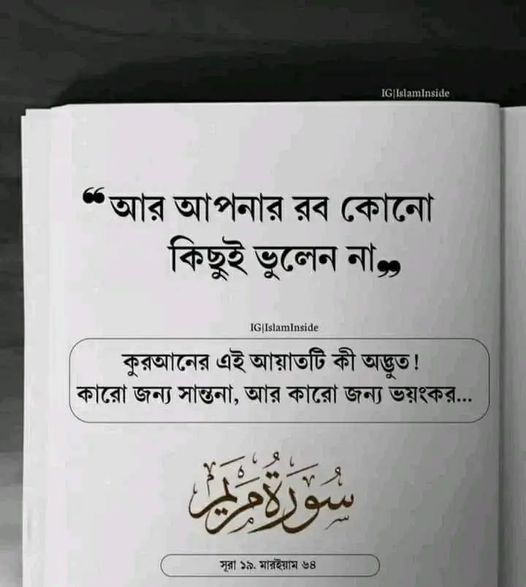 IG|IslamInside
“আর আপনার রব কোনো
কিছুই ভুলেন না„
IG|IslamInside
কুরআনের এই আয়াতটি কী অদ্ভুত!
কারো জন্য সান্তনা, আর কারো জন্য ভয়ংকর...
سُورَةُ مَرْيَم
সূরা ১৯. মারইয়াম ৬৪